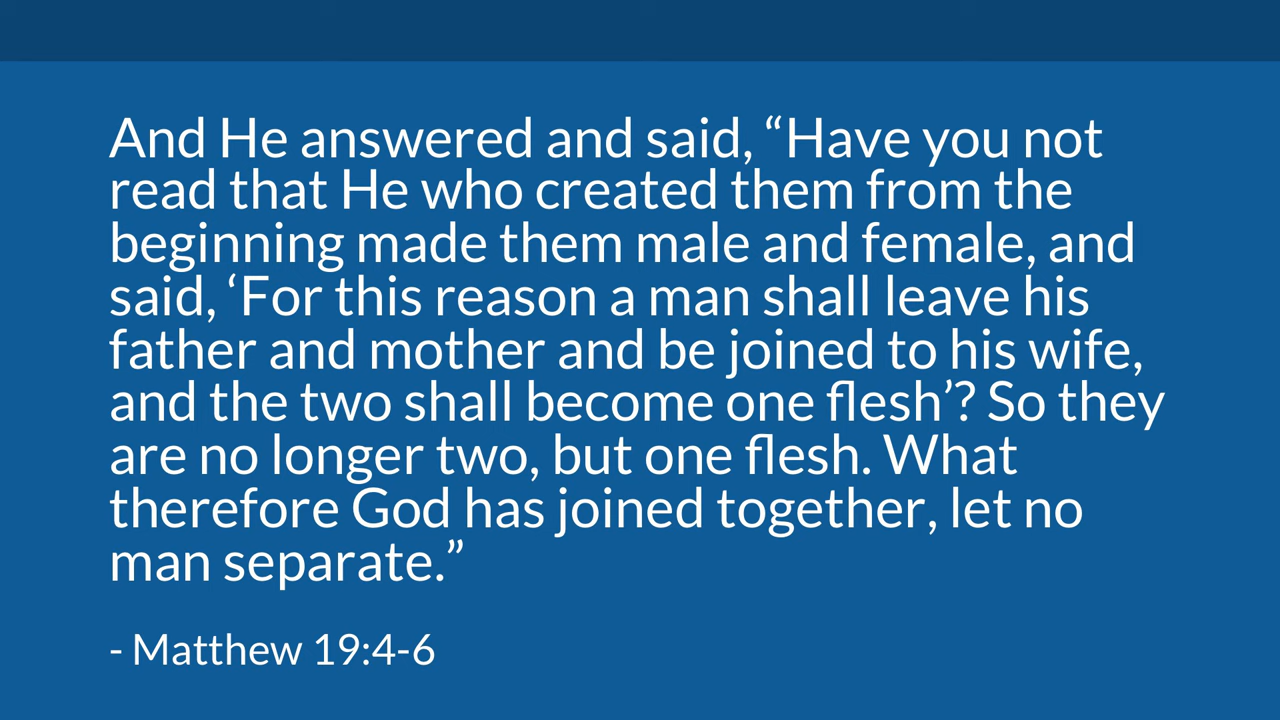 And He answered and said, “Have you not
read that He who created them from the
beginning made them male and female, and
said, ‘For this reason a man shall leave his
father and mother and be joined to his wife,
and the two shall become one flesh’? So they
are no longer two, but one flesh. What
therefore God has joined together, let no
man separate.”
- Matthew 19:4-6